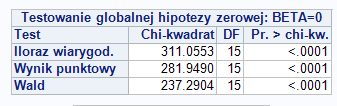 Testowanie globalnej hipotezy zerowej: BETA=0
Test Chi-kwadrat DF Pr. > chi-kw.
Iloraz wiarygod. 311.0553 15 <.0001
Wynik punktowy 281.9490 15 <.0001
Wald 237.2904 15 <.0001